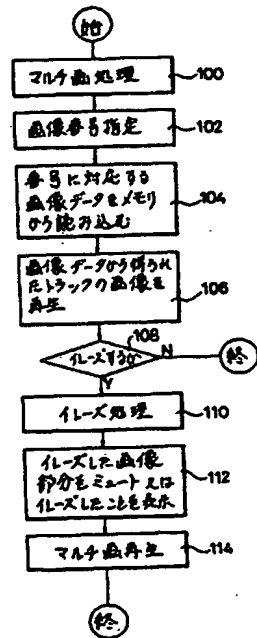 始
マルチ画処理
100
画像番号指定
102
番号に対応する
画像データをメモリ
から読み込む
104
画像データから得られ
たトラックの画像を
再生
106
108
イレーズするか
N
終
Y
イレーズ処理
110
イレーズした画像
部分をミュート又は
イレーズしたことを表示
112
マルチ画再生
114
終